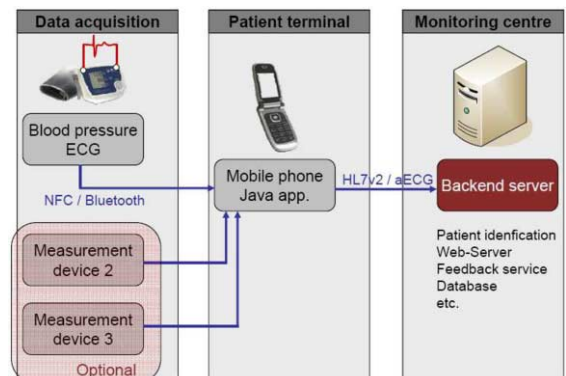 Data acquisition
Patient terminal
Monitoring centre
Blood pressure
ECG
NFC / Bluetooth
Mobile phone
Java app.
HL7v2 / aECG
Backend server
Measurement
device 2
Measurement
device 3
Optional
Patient idenfication
Web-Server
Feedback service
Database
etc.